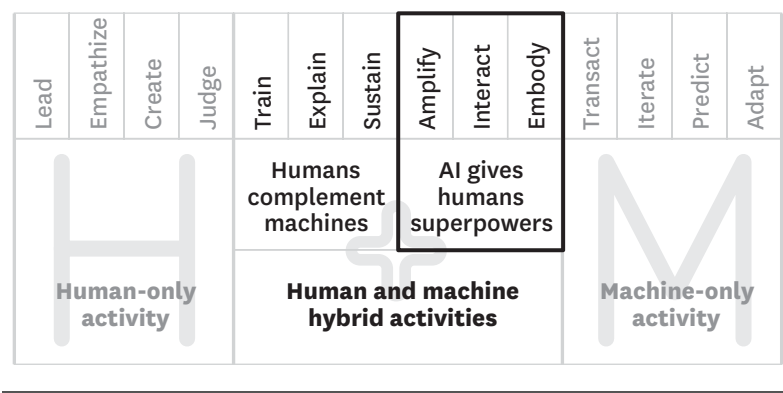 Lead
Empathize
Create
Judge
Train
Explain
Sustain
Amplify
Interact
Embody
Transact
Iterate
Predict
Adapt
Humans
complement
machines
AI gives
humans
superpowers
H
+
M
Human-only
activity
Human and machine
hybrid activities
Machine-only
activity